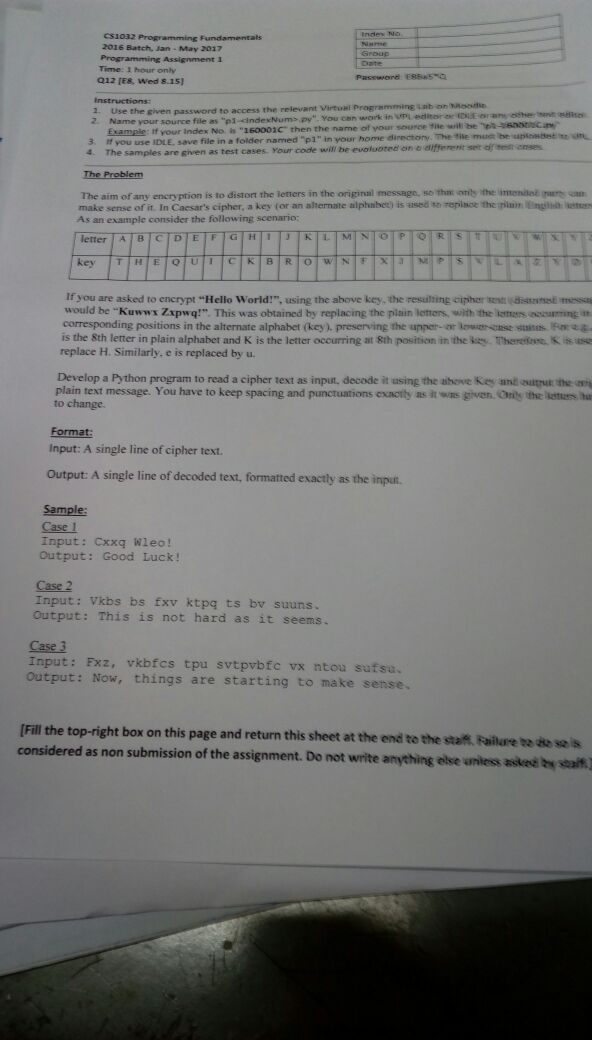 CS1032 Programming Fundamentals
2016 Batch, Jan - May 2017
Programming Assignment 1
Time: 1 hour only
Q12 [E8, Wed 8.15]
Index No.
Name
Group
Date
Password:
Instructions:
1. Use the given password to access the relevant Virtual Programming Lab on Moodle.
2. Name your source file as "p1-<indexNum>.py". You can work in VPL editor or IDLE or any other text editor.
Example: If your Index No. is "160001C" then the name of your source file will be "p1-160001C.py"
3. If you use IDLE, save file in a folder named "p1" in your home directory. The file must be uploaded to VPL.
4. The samples are given as test cases. Your code will be evaluated on a different set of test cases.
The Problem
The aim of any encryption is to distort the letters in the original message, so that only the intended party can
make sense of it. In Caesar's cipher, a key (or an alternate alphabet) is used to replace the plain English
As an example consider the following scenario:
letter A B C D E F G H I J K L M N O P Q R S T U V W X Y
key T H E Q U I C K B R O W N F X J M P S V L A Z Y D
If you are asked to encrypt "Hello World!", using the above key, the resulting cipher text
would be "Kuwwx Zxpwq!". This was obtained by replacing the plain letters, with the letters occurring
corresponding positions in the alternate alphabet (key), preserving the upper- or lower-case status.
is the 8th letter in plain alphabet and K is the letter occurring at 8th position in the key. Therefore, K is
replace H. Similarly, e is replaced by u.
Develop a Python program to read a cipher text as input, decode it using the above Key and output the
plain text message. You have to keep spacing and punctuations exactly as it was given. Only the letters
to change.
Format:
Input: A single line of cipher text.
Output: A single line of decoded text, formatted exactly as the input.
Sample:
Case 1
Input: Cxxq Wleo!
Output: Good Luck!
Case 2
Input: Vkbs bs fxv ktpq ts bv suuns.
Output: This is not hard as it seems.
Case 3
Input: Fxz, vkbfcs tpu svtpvbfc vx ntou sufsu.
Output: Now, things are starting to make sense.
[Fill the top-right box on this page and return this sheet at the end to the staff. Failure to do so is
considered as non submission of the assignment. Do not write anything else unless asked by staff.]